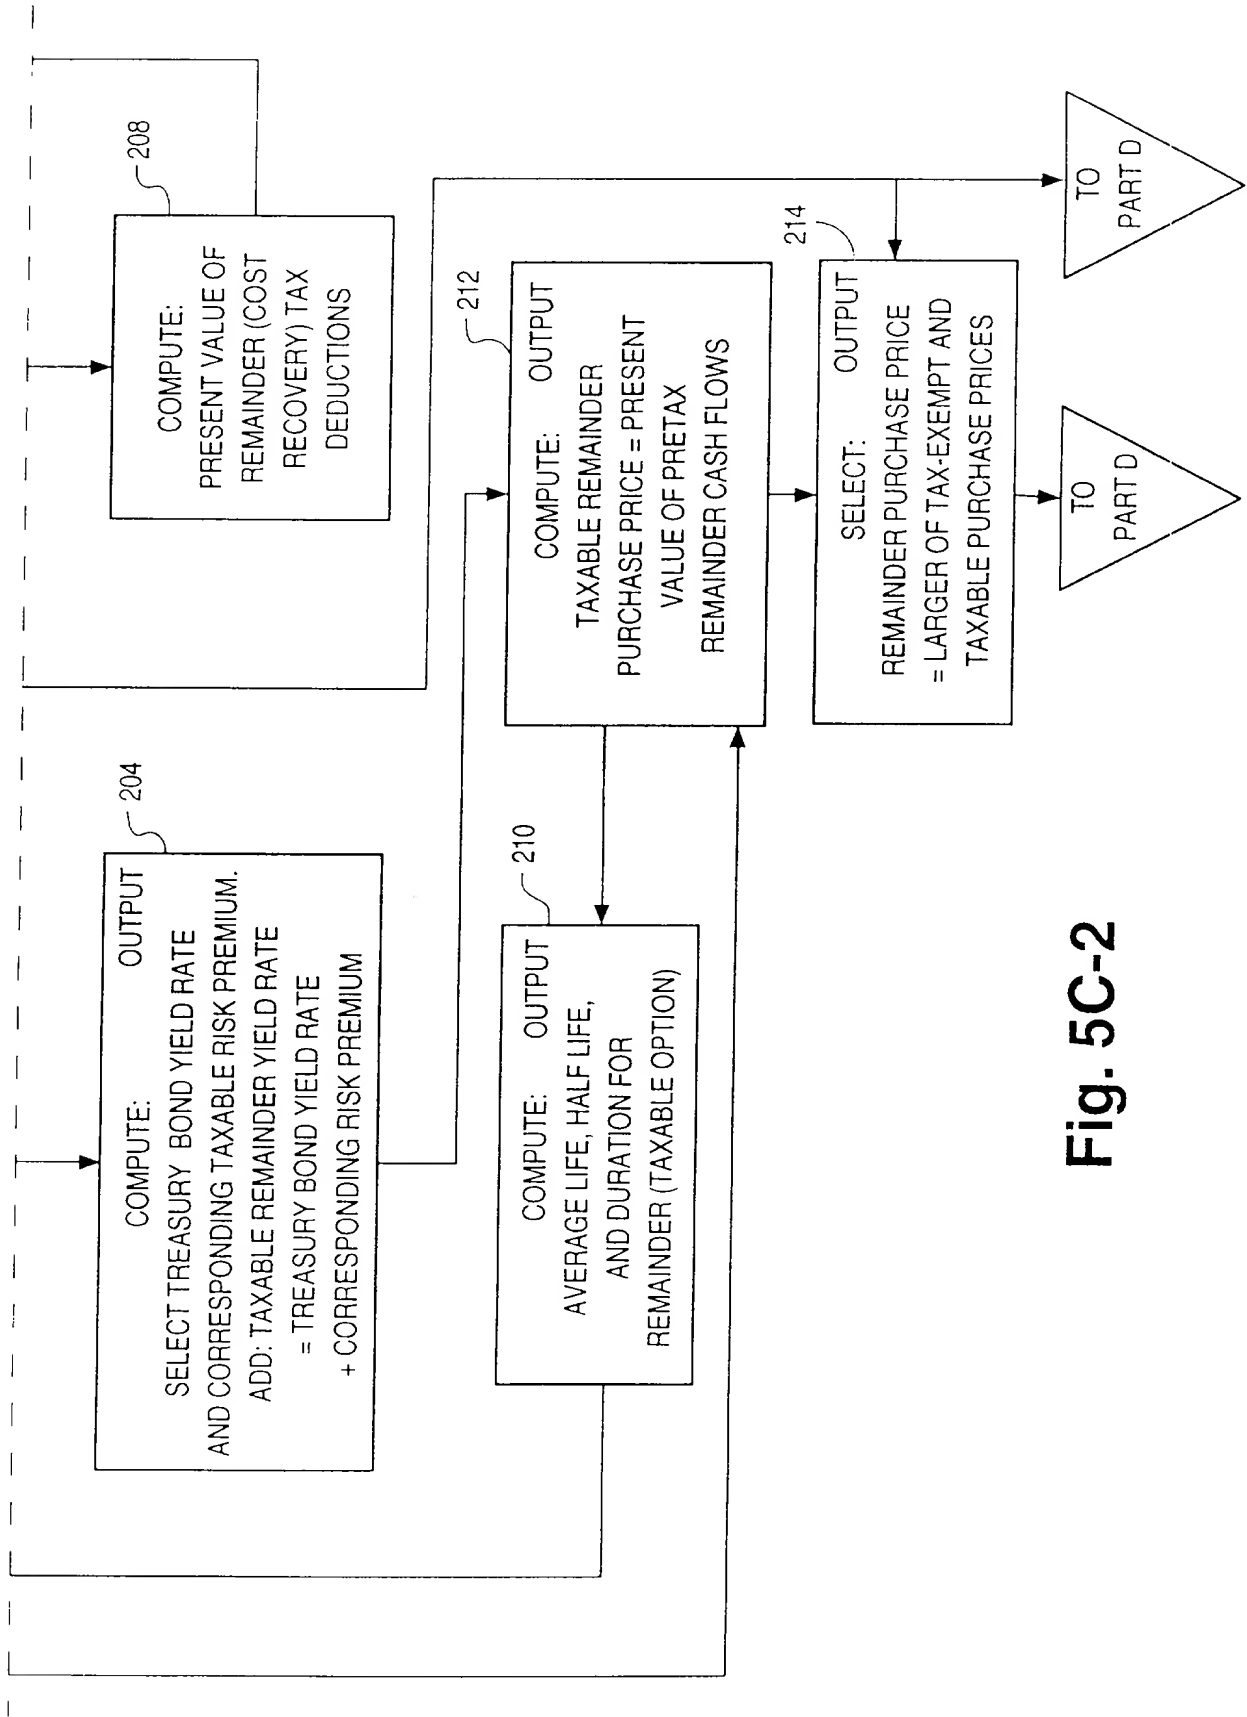 204
COMPUTE: OUTPUT
SELECT TREASURY BOND YIELD RATE
AND CORRESPONDING TAXABLE RISK PREMIUM.
ADD: TAXABLE REMAINDER YIELD RATE
= TREASURY BOND YIELD RATE
+ CORRESPONDING RISK PREMIUM
208
COMPUTE:
PRESENT VALUE OF
REMAINDER (COST
RECOVERY) TAX
DEDUCTIONS
210
COMPUTE: OUTPUT
AVERAGE LIFE, HALF LIFE,
AND DURATION FOR
REMAINDER (TAXABLE OPTION)
212
COMPUTE: OUTPUT
TAXABLE REMAINDER
PURCHASE PRICE = PRESENT
VALUE OF PRETAX
REMAINDER CASH FLOWS
214
SELECT: OUTPUT
REMAINDER PURCHASE PRICE
= LARGER OF TAX-EXEMPT AND
TAXABLE PURCHASE PRICES
TO
PART D
TO
PART D
Fig. 5C-2